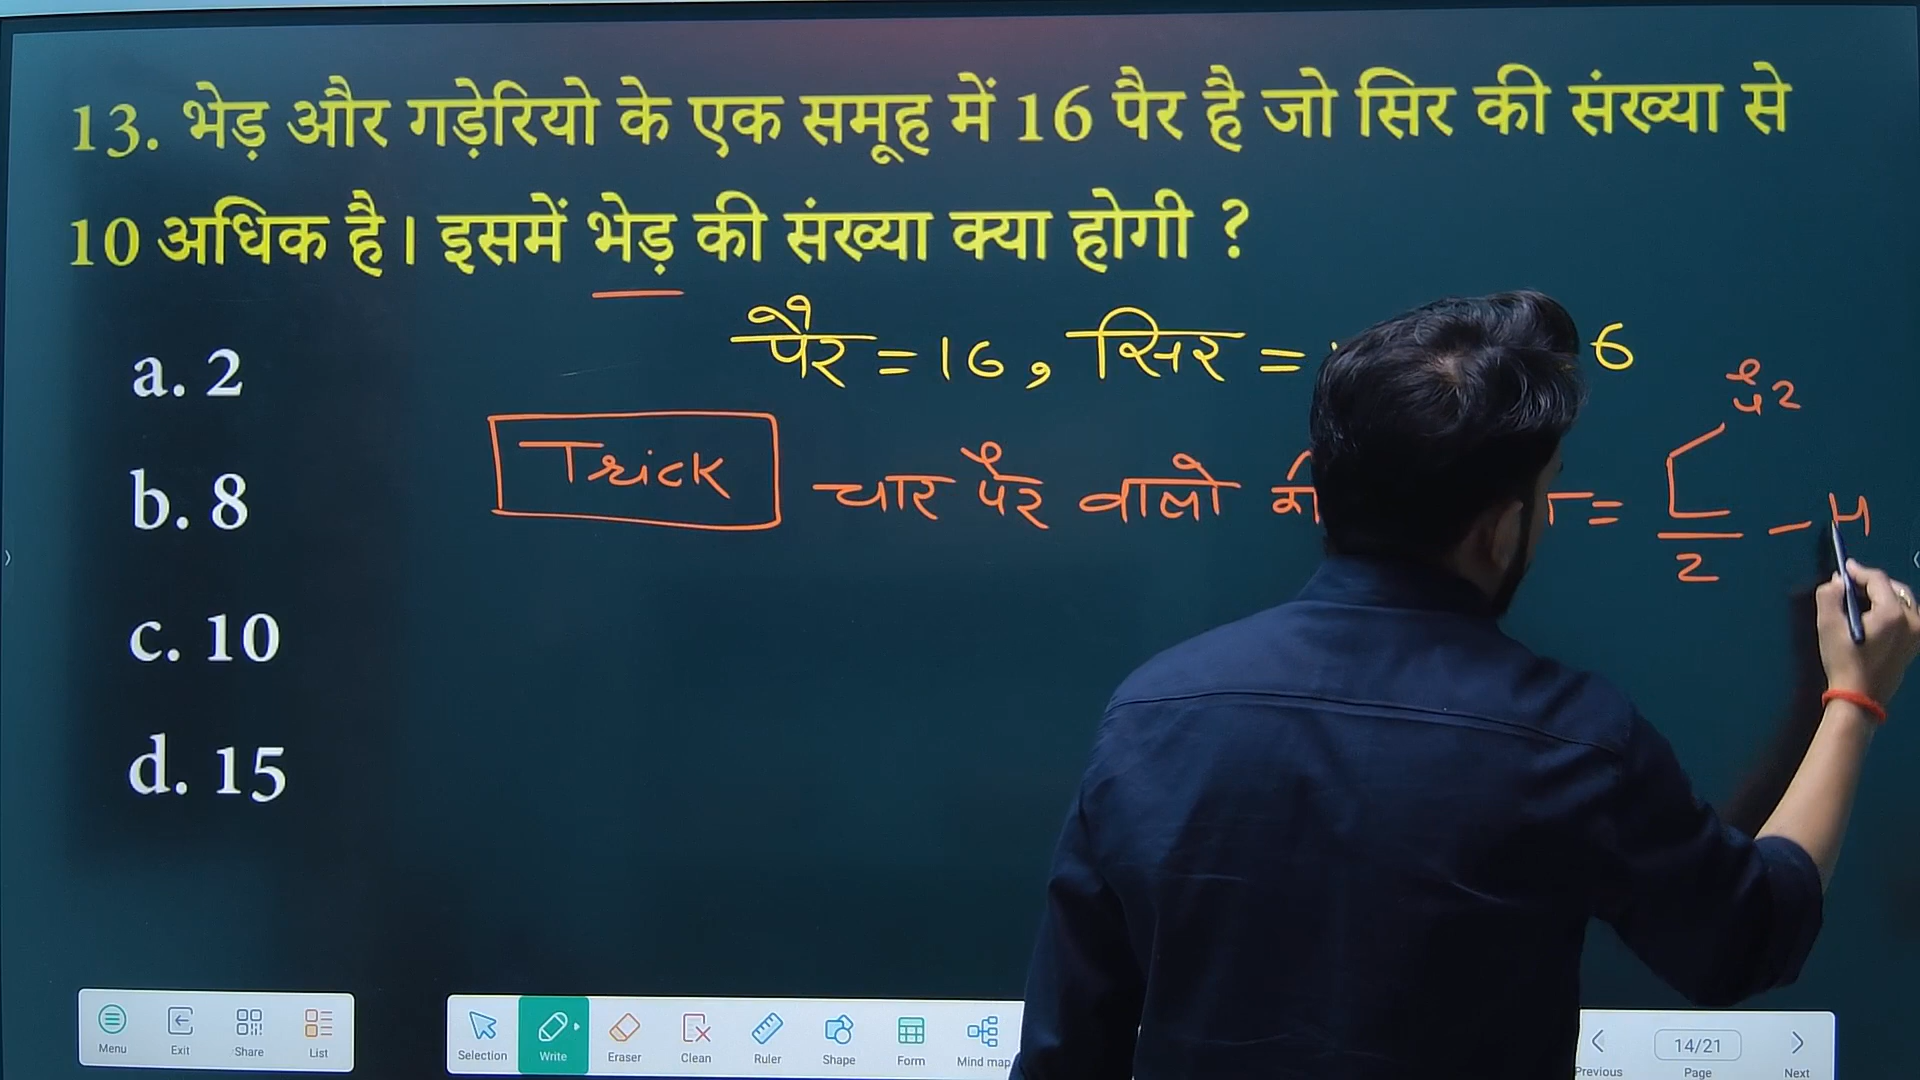 13. भेड़ और गड़ेरियो के एक समूह में 16 पैर है जो सिर की संख्या से
10 अधिक है। इसमें भेड़ की संख्या क्या होगी ?
पैर = 16, सिर = 6
a. 2
पैर
Trick चार पैर वालो = L/2 -
b. 8
c. 10
d. 15
Menu Exit Share List
Selection Write Eraser Clean Ruler Shape Form Mind map
Previous 14/21 Page Next